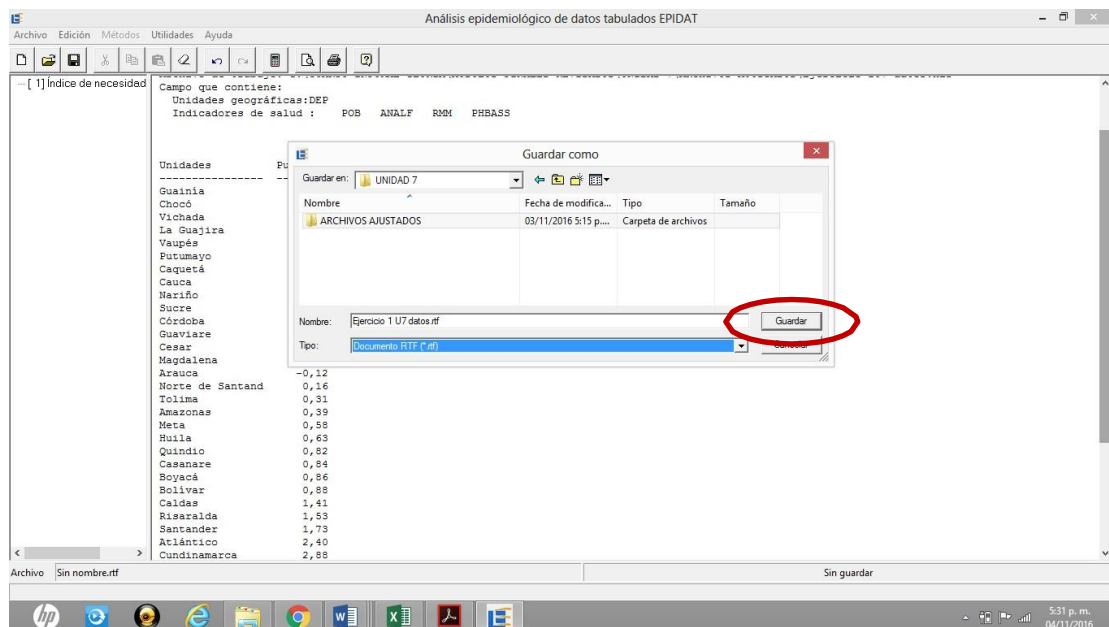 Análisis epidemiológico de datos tabulados EPIDAT
Archivo Edición Métodos Utilidades Ayuda
[ 1] Índice de necesidad
Campo que contiene:
Unidades geográficas:DEP
Indicadores de salud : POB ANALF RMM PHBASS
Unidades Pu
Guainía
Chocó
Vichada
La Guajira
Vaupés
Putumayo
Caquetá
Cauca
Nariño
Sucre
Córdoba
Guaviare
Cesar
Magdalena
Arauca -0,12
Norte de Santand 0,16
Tolima 0,31
Amazonas 0,39
Meta 0,58
Huila 0,63
Quindio 0,82
Casanare 0,84
Boyacá 0,86
Bolívar 0,88
Caldas 1,41
Risaralda 1,53
Santander 1,73
Atlántico 2,40
Cundinamarca 2,88
Guardar como
Guardar en: UNIDAD 7
Nombre Fecha de modifica... Tipo Tamaño
ARCHIVOS AJUSTADOS 03/11/2016 5:15 p.... Carpeta de archivos
Nombre: Ejercicio 1 U7 datos.rtf Guardar
Tipo: Documento RTF (*.rtf) Cancelar
Archivo Sin nombre.rtf Sin guardar
hp
5:31 p. m.
04/11/2016